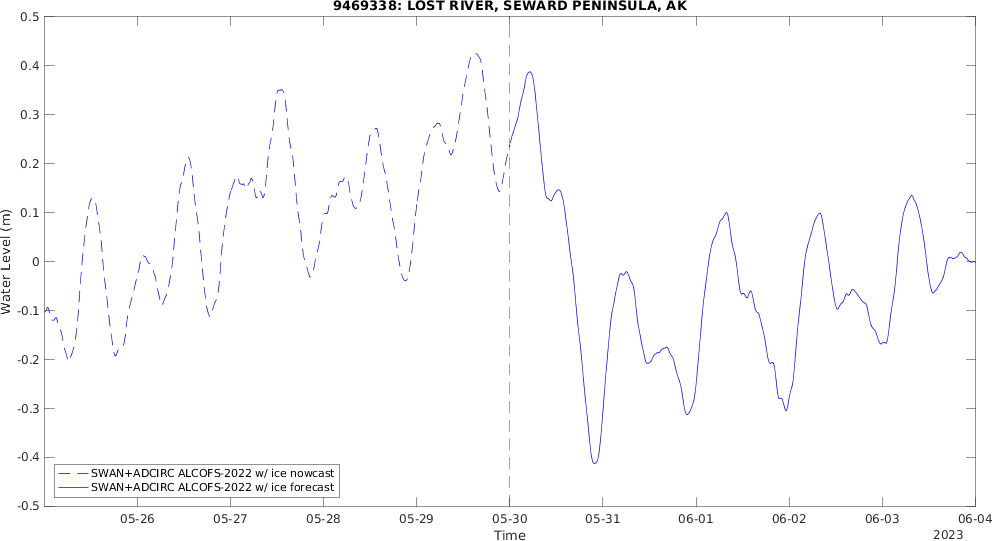 9469338: LOST RIVER, SEWARD PENINSULA, AK
0.5
0.4
0.3
0.2
0.1
0
-0.1
-0.2
-0.3
-0.4
-0.5
Water Level (m)
SWAN+ADCIRC ALCOFS-2022 w/ ice nowcast
SWAN+ADCIRC ALCOFS-2022 w/ ice forecast
05-26 05-27 05-28 05-29 05-30 05-31 06-01 06-02 06-03 06-04
Time
2023